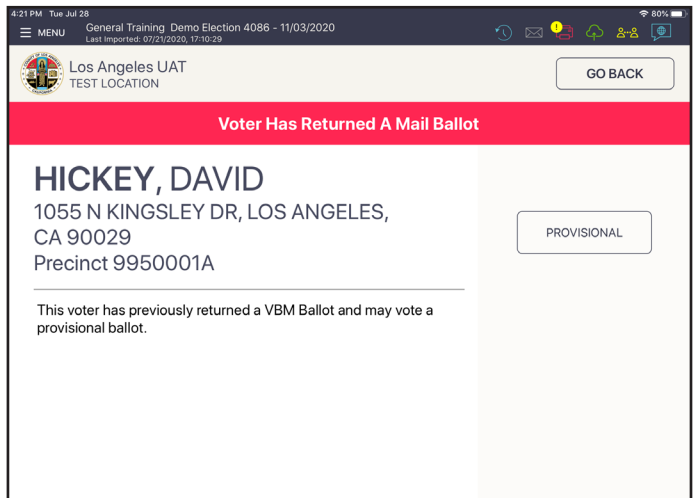 4:21 PM Tue Jul 28
80%
MENU
General Training Demo Election 4086 - 11/03/2020
Last Imported: 07/21/2020, 17:10:29
Los Angeles UAT
TEST LOCATION
GO BACK
Voter Has Returned A Mail Ballot
HICKEY, DAVID
1055 N KINGSLEY DR, LOS ANGELES,
CA 90029
Precinct 9950001A
PROVISIONAL
This voter has previously returned a VBM Ballot and may vote a
provisional ballot.